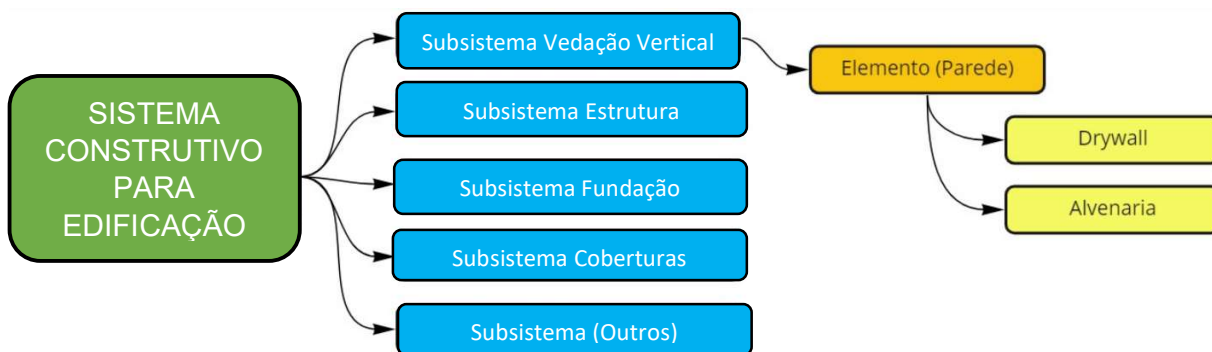 SISTEMA
CONSTRUTIVO
PARA
EDIFICAÇÃO
Subsistema Vedação Vertical
Subsistema Estrutura
Subsistema Fundação
Subsistema Coberturas
Subsistema (Outros)
Elemento (Parede)
Drywall
Alvenaria